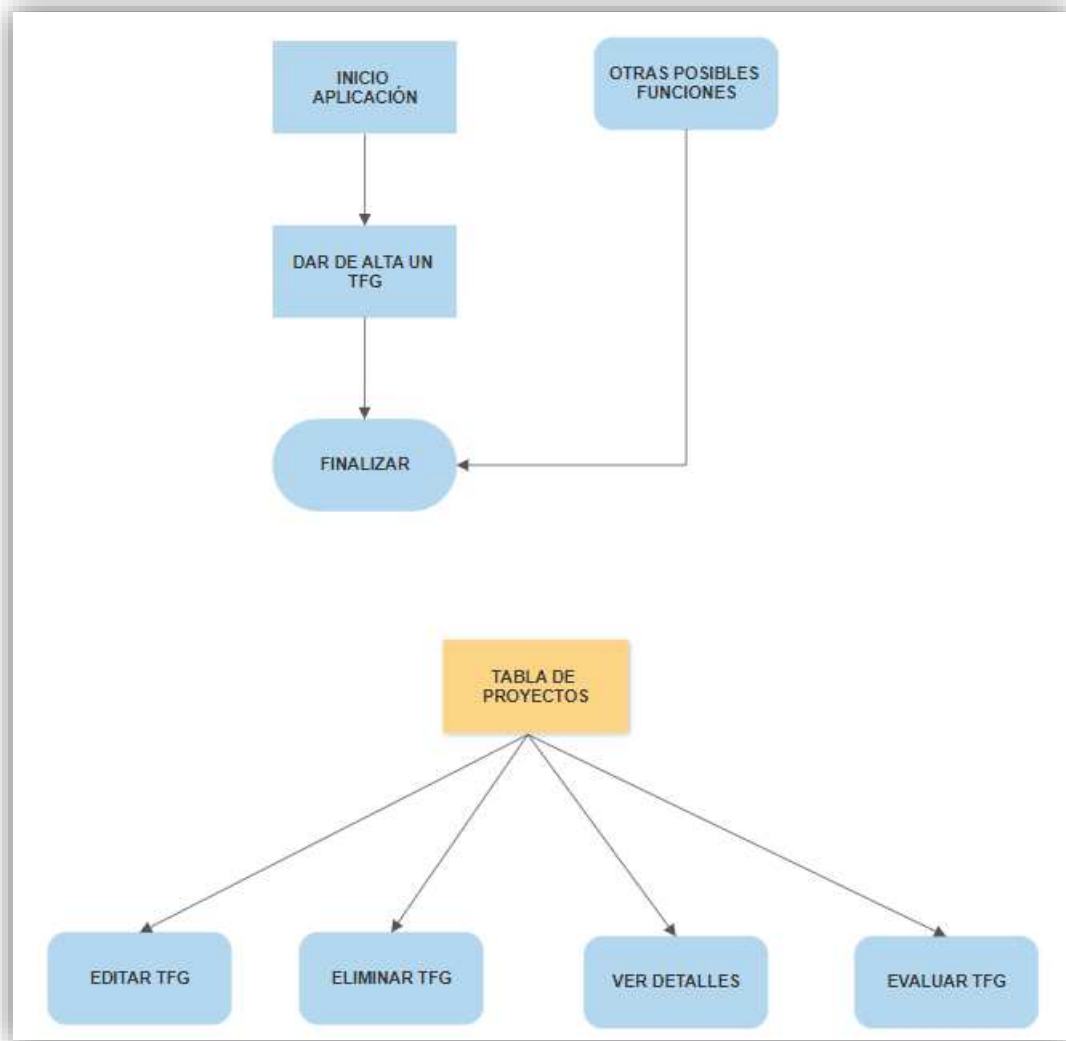 INICIO
APLICACIÓN
OTRAS POSIBLES
FUNCIONES
DAR DE ALTA UN
TFG
FINALIZAR
TABLA DE
PROYECTOS
EDITAR TFG
ELIMINAR TFG
VER DETALLES
EVALUAR TFG